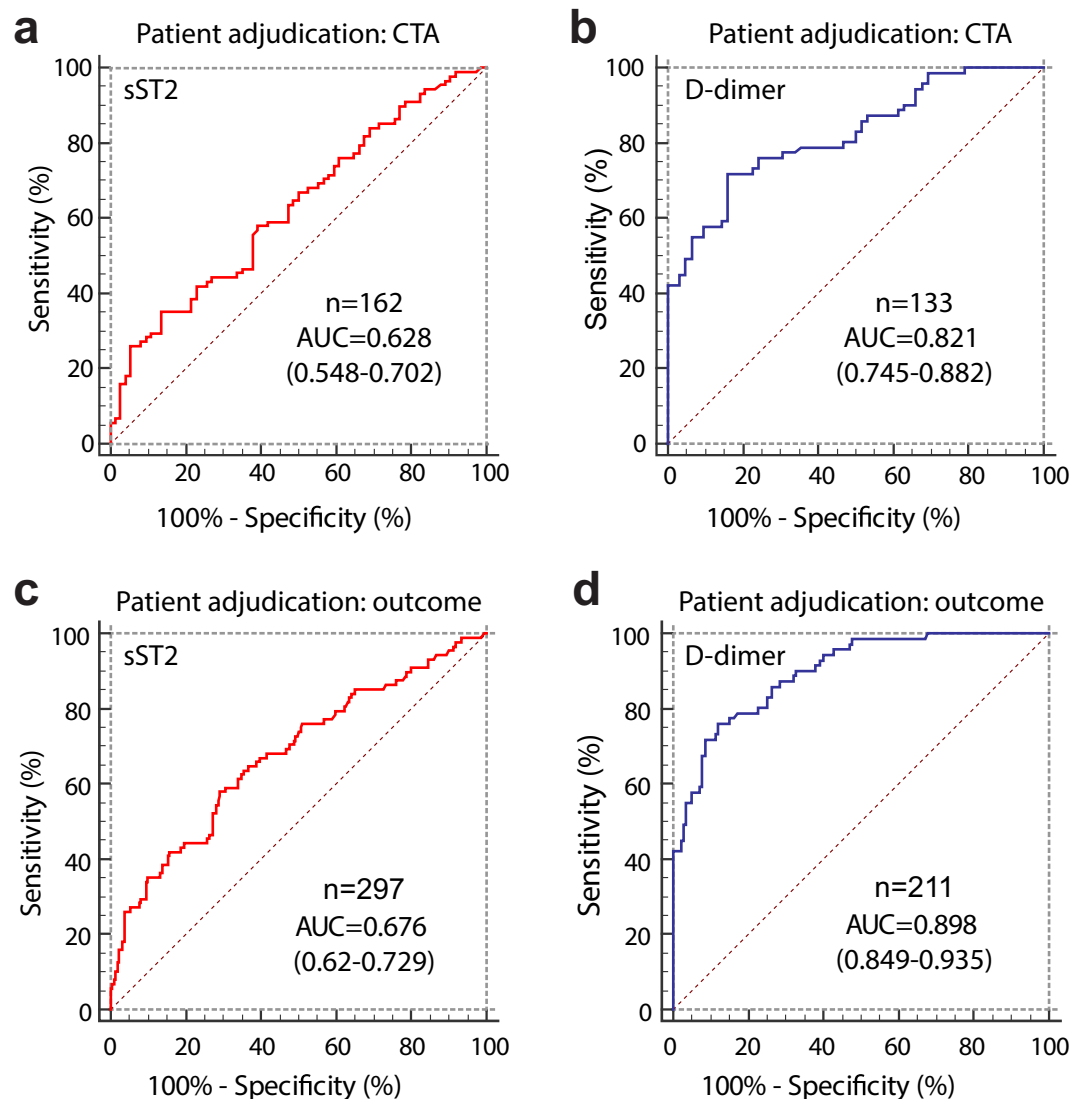 a
Patient adjudication: CTA
100
80
60
40
20
0
Sensitivity (%)
sST2
n=162
AUC=0.628
(0.548-0.702)
0 20 40 60 80 100
100% - Specificity (%)
b
Patient adjudication: CTA
100
80
60
40
20
0
Sensitivity (%)
D-dimer
n=133
AUC=0.821
(0.745-0.882)
0 20 40 60 80 100
100% - Specificity (%)
c
Patient adjudication: outcome
100
80
60
40
20
0
Sensitivity (%)
sST2
n=297
AUC=0.676
(0.62-0.729)
0 20 40 60 80 100
100% - Specificity (%)
d
Patient adjudication: outcome
100
80
60
40
20
0
Sensitivity (%)
D-dimer
n=211
AUC=0.898
(0.849-0.935)
0 20 40 60 80 100
100% - Specificity (%)